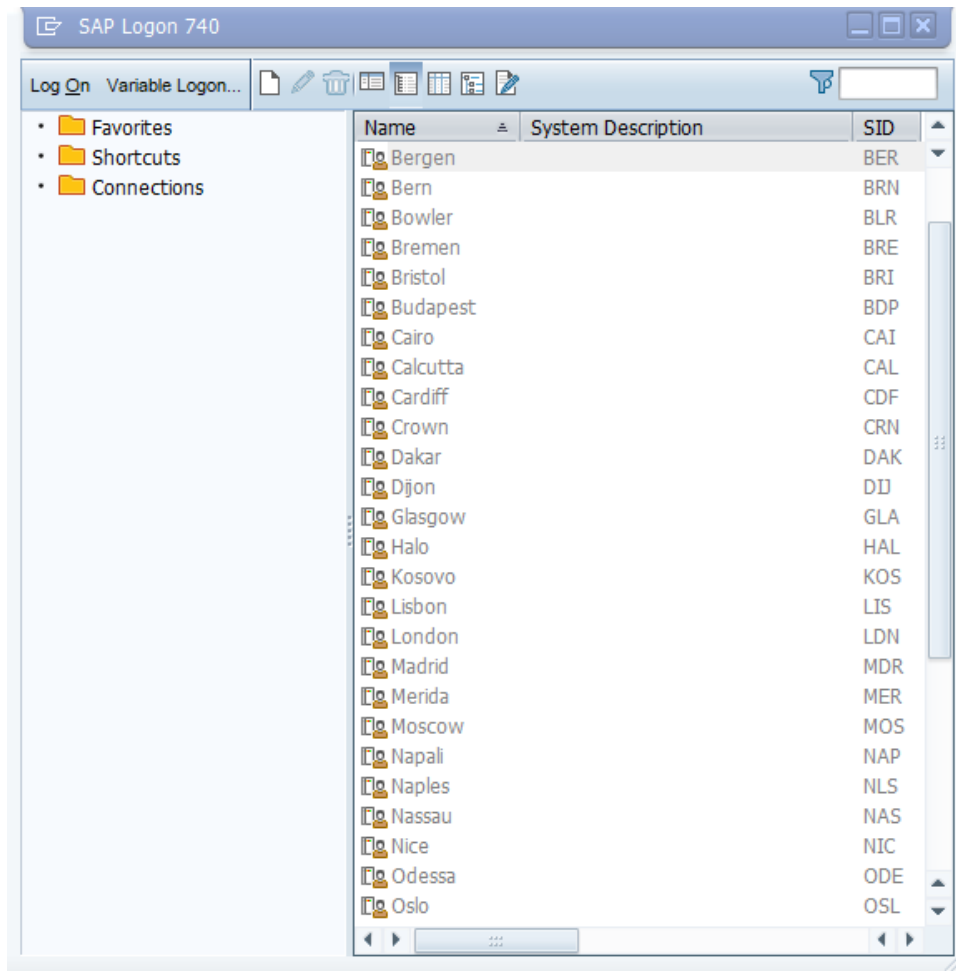 SAP Logon 740
Log On Variable Logon...
Favorites
Shortcuts
Connections
Name System Description SID
Bergen BER
Bern BRN
Bowler BLR
Bremen BRE
Bristol BRI
Budapest BDP
Cairo CAI
Calcutta CAL
Cardiff CDF
Crown CRN
Dakar DAK
Dijon DIJ
Glasgow GLA
Halo HAL
Kosovo KOS
Lisbon LIS
London LDN
Madrid MDR
Merida MER
Moscow MOS
Napali NAP
Naples NLS
Nassau NAS
Nice NIC
Odessa ODE
Oslo OSL